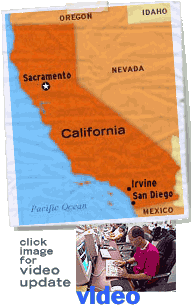 OREGON
IDAHO
NEVADA
Sacramento
California
Irvine
San Diego
Pacific Ocean
MEXICO
click
image
for
video
update
video